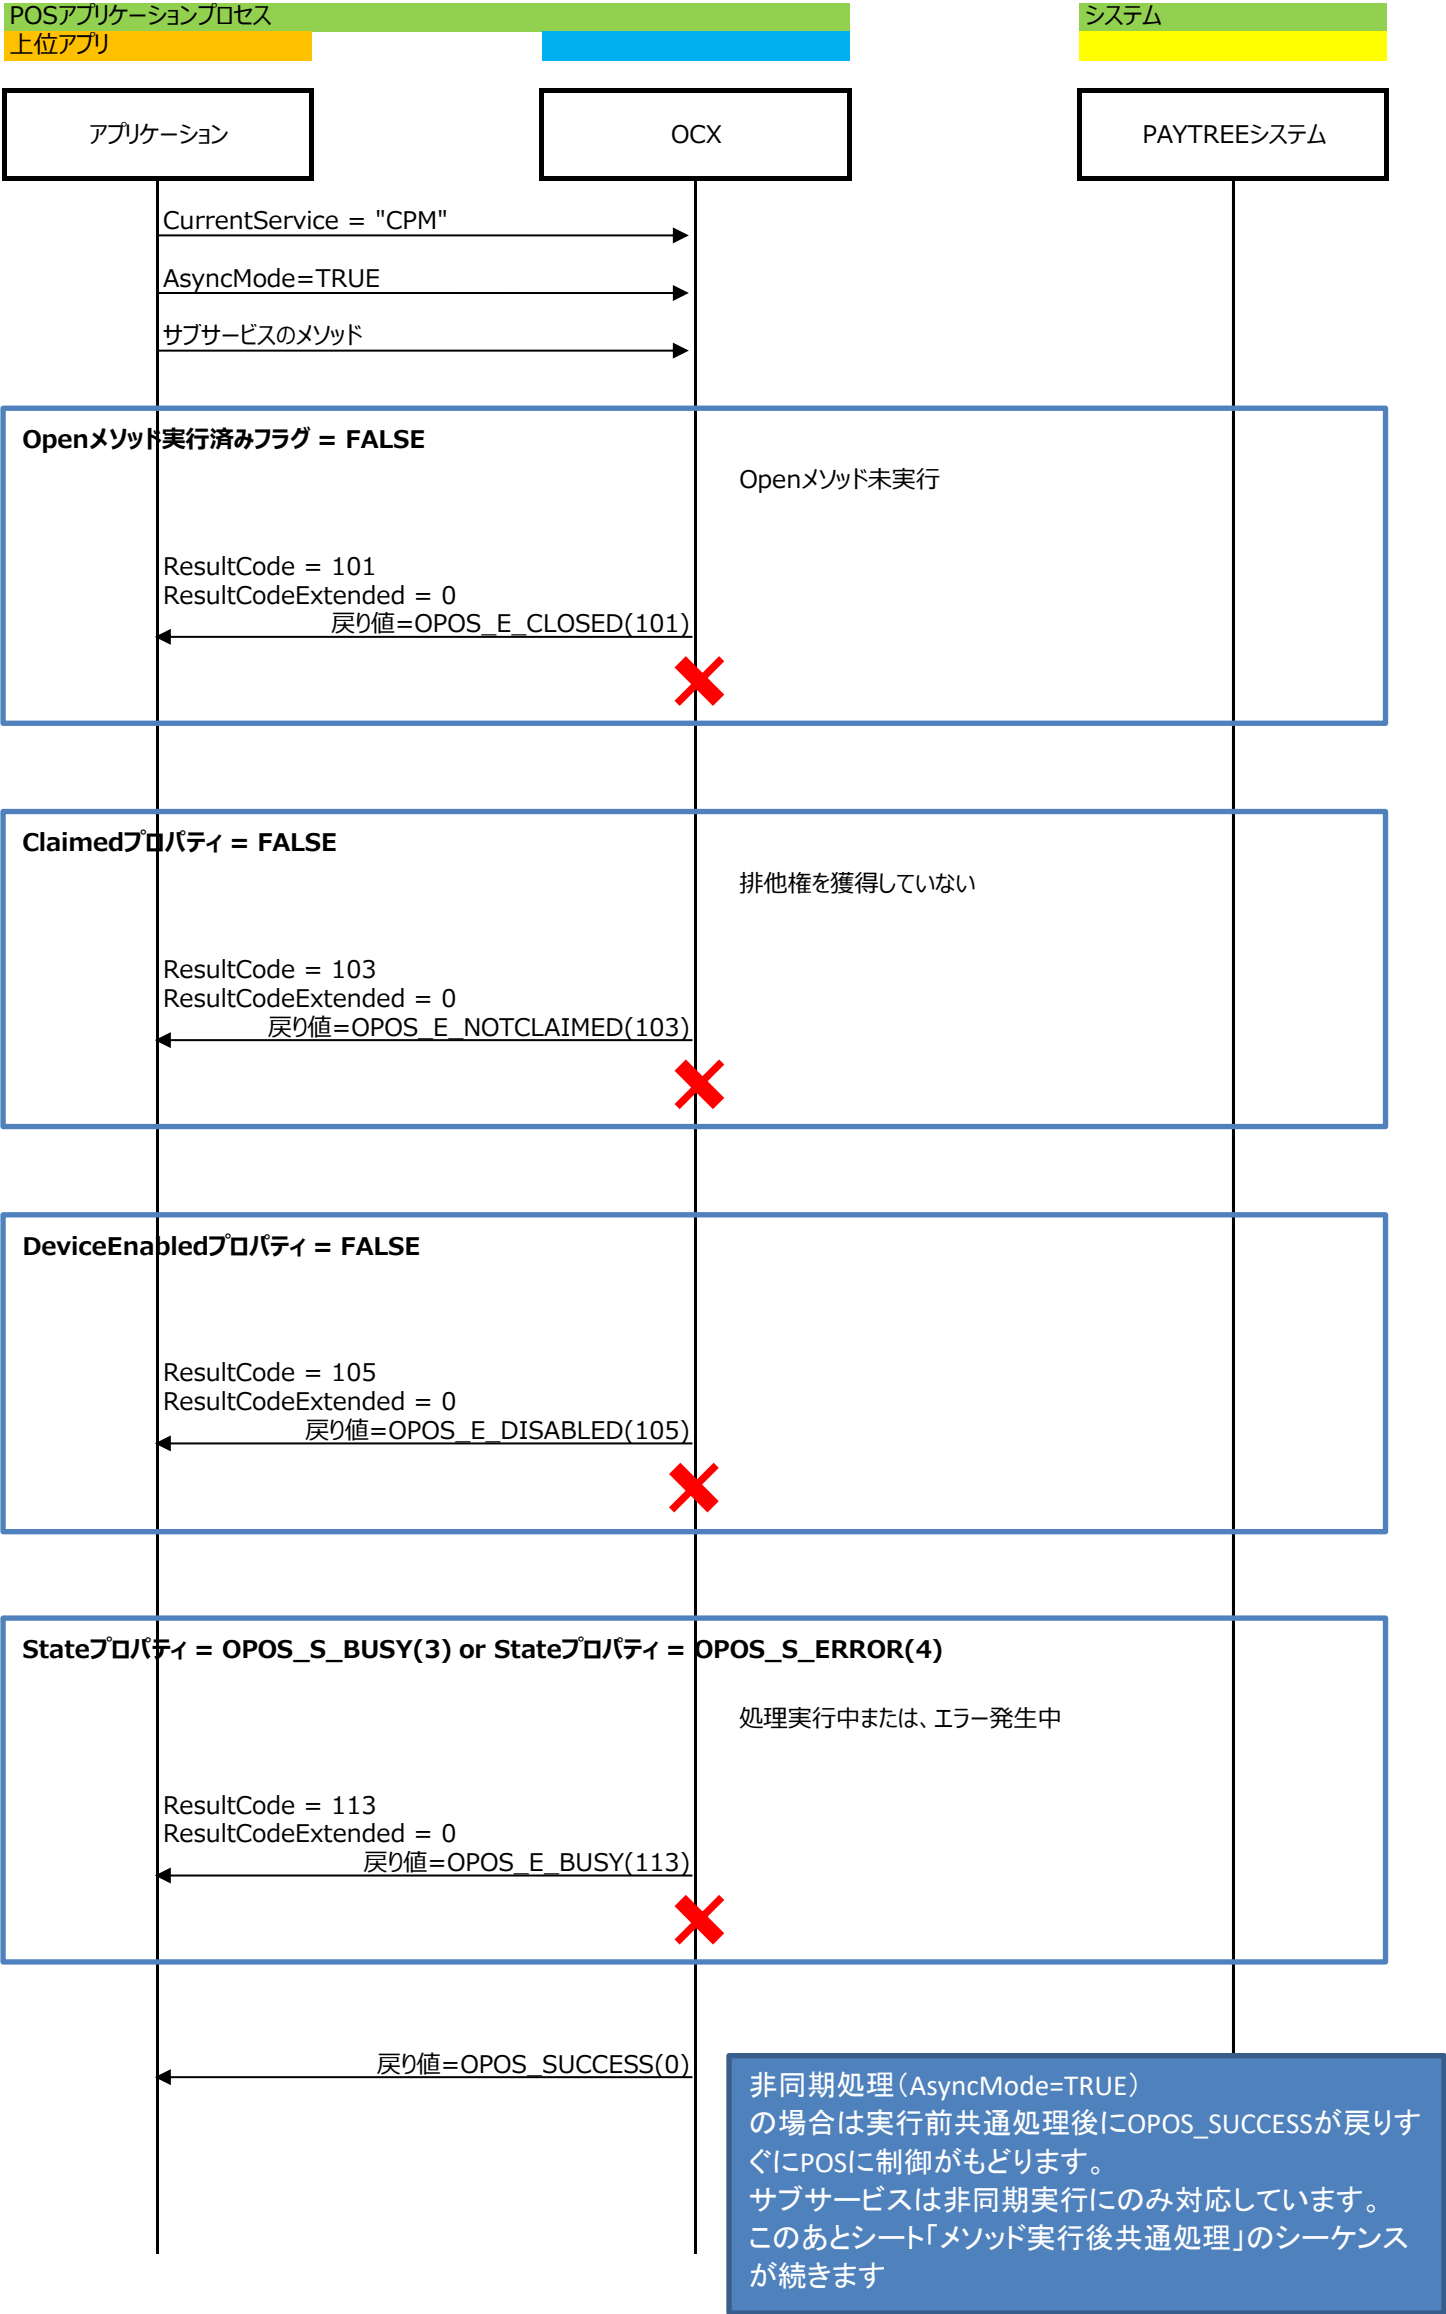 POSアプリケーションプロセス
システム
上位アプリ
アプリケーション
OCX
PAYTREEシステム
CurrentService = "CPM"
AsyncMode=TRUE
サブサービスのメソッド
Openメソッド実行済みフラグ = FALSE
Openメソッド未実行
ResultCode = 101
ResultCodeExtended = 0
戻り値=OPOS_E_CLOSED(101)
Claimedプロパティ = FALSE
排他権を獲得していない
ResultCode = 103
ResultCodeExtended = 0
戻り値=OPOS_E_NOTCLAIMED(103)
DeviceEnabledプロパティ = FALSE
ResultCode = 105
ResultCodeExtended = 0
戻り値=OPOS_E_DISABLED(105)
Stateプロパティ = OPOS_S_BUSY(3) or Stateプロパティ = OPOS_S_ERROR(4)
処理実行中または、エラー発生中
ResultCode = 113
ResultCodeExtended = 0
戻り値=OPOS_E_BUSY(113)
戻り値=OPOS_SUCCESS(0)
非同期処理（AsyncMode=TRUE）
の場合は実行前共通処理後にOPOS_SUCCESSが戻りす
ぐにPOSに制御がもどります。
サブサービスは非同期実行にのみ対応しています。
このあとシート「メソッド実行後共通処理」のシーケンス
が続きます